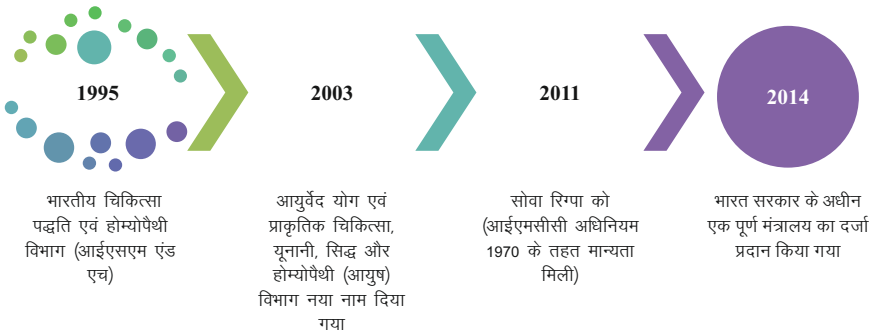 1995
भारतीय चिकित्सा
पद्धति एवं होम्योपैथी
विभाग (आईएसएम एंड
एच)
2003
आयुर्वेद योग एवं
प्राकृतिक चिकित्सा,
यूनानी, सिद्ध और
होम्योपैथी (आयुष)
विभाग नया नाम दिया
गया
2011
सोवा रिग्पा को
(आईएमसीसी अधिनियम
1970 के तहत मान्यता
मिली)
2014
भारत सरकार के अधीन
एक पूर्ण मंत्रालय का दर्जा
प्रदान किया गया